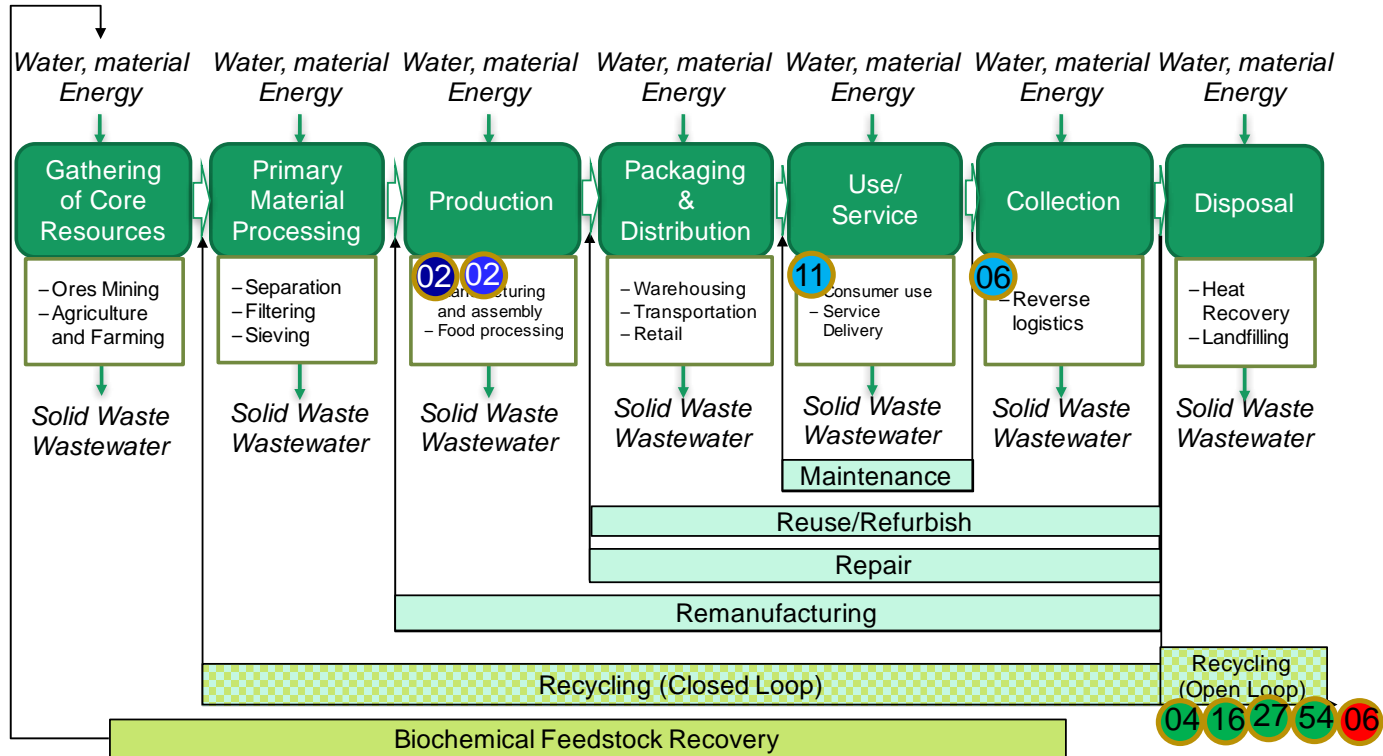 Water, material
Energy
Water, material
Energy
Water, material
Energy
Water, material
Energy
Water, material
Energy
Water, material
Energy
Water, material
Energy
Gathering
of Core
Resources
Primary
Material
Processing
Production
Packaging
&
Distribution
Use/
Service
Collection
Disposal
– Ores Mining
– Agriculture
and Farming
– Separation
– Filtering
– Sieving
02 02
and assembly
– Food processing
– Warehousing
– Transportation
– Retail
11
Consumer use
– Service
Delivery
06
– Reverse
logistics
– Heat
Recovery
– Landfilling
Solid Waste
Wastewater
Solid Waste
Wastewater
Solid Waste
Wastewater
Solid Waste
Wastewater
Solid Waste
Wastewater
Solid Waste
Wastewater
Solid Waste
Wastewater
Maintenance
Reuse/Refurbish
Repair
Remanufacturing
Recycling (Closed Loop)
Recycling
(Open Loop)
04 16 27 54 06
Biochemical Feedstock Recovery